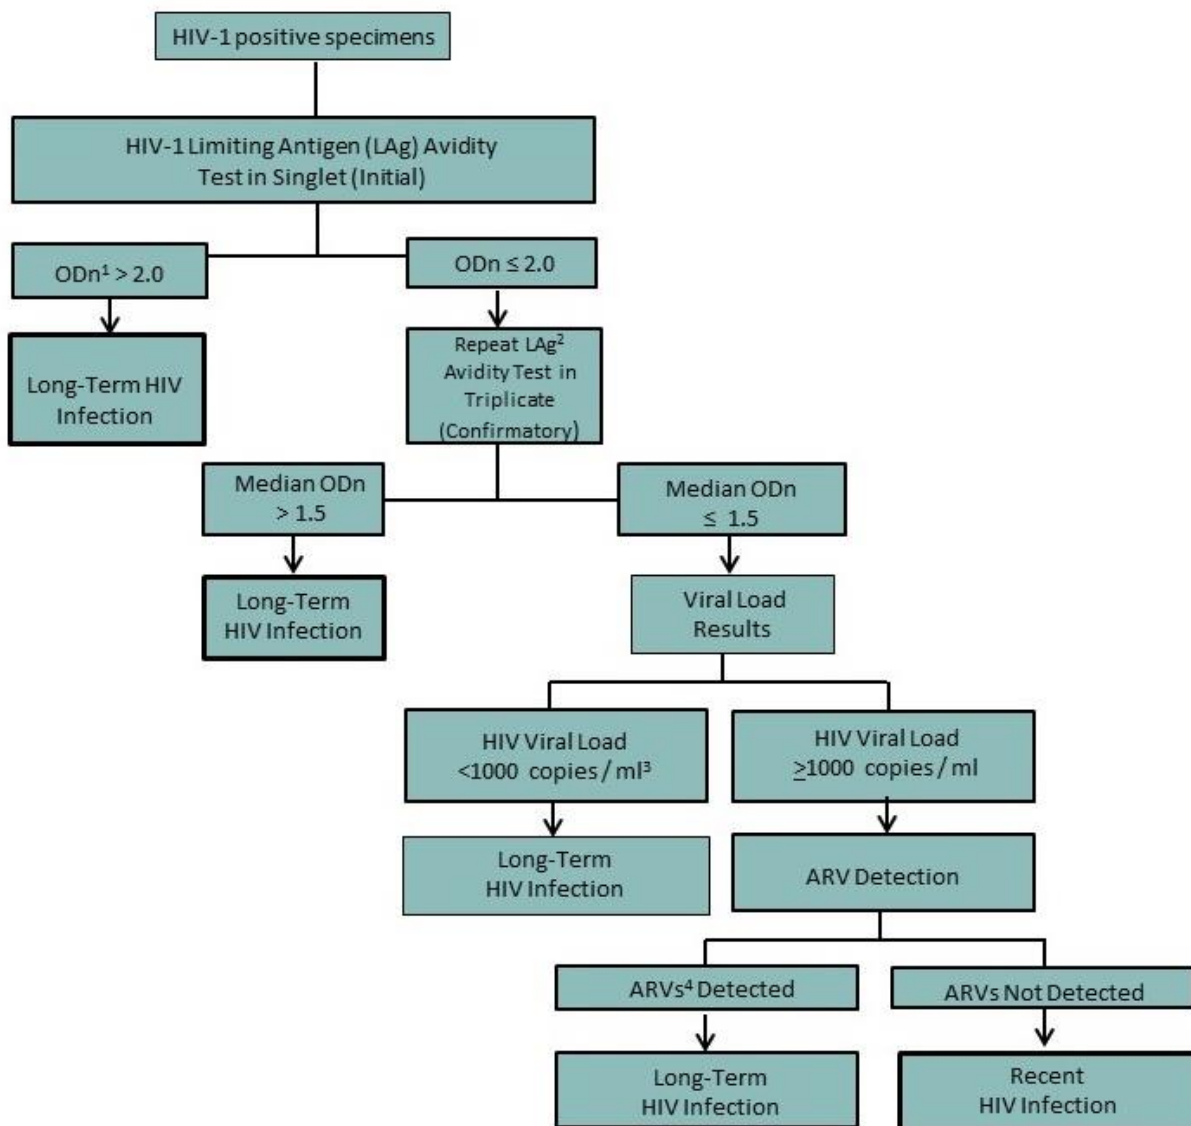 HIV-1 positive specimens
HIV-1 Limiting Antigen (LAg) Avidity
Test in Singlet (Initial)
ODn¹ > 2.0
ODn ≤ 2.0
Long-Term HIV
Infection
Repeat LAg²
Avidity Test in
Triplicate
(Confirmatory)
Median ODn
> 1.5
Median ODn
≤ 1.5
Long-Term
HIV Infection
Viral Load
Results
HIV Viral Load
<1000 copies / ml³
HIV Viral Load
≥1000 copies / ml
Long-Term
HIV Infection
ARV Detection
ARVs⁴ Detected
ARVs Not Detected
Long-Term
HIV Infection
Recent
HIV Infection